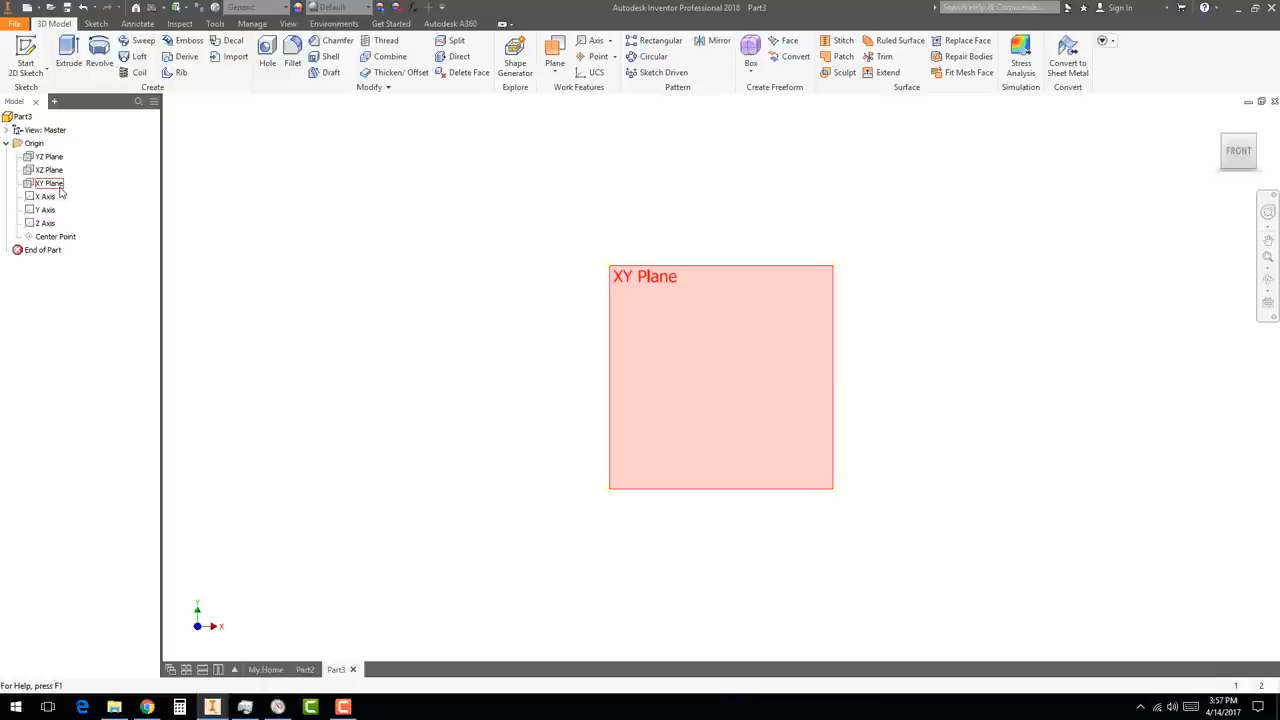 Generic
Default
Autodesk Inventor Professional 2018 Part3
Search Help & Commands...
Sign In
File 3D Model Sketch Annotate Inspect Tools Manage View Environments Get Started Autodesk A360
Start
2D Sketch
Extrude
Revolve
Sweep
Loft
Coil
Emboss
Derive
Rib
Decal
Import
Hole
Fillet
Chamfer
Shell
Draft
Thread
Combine
Thicken/ Offset
Split
Direct
Delete Face
Shape
Generator
Plane
Axis
Point
UCS
Rectangular
Circular
Sketch Driven
Mirror
Box
Face
Convert
Stitch
Patch
Sculpt
Ruled Surface
Trim
Extend
Replace Face
Repair Bodies
Fit Mesh Face
Stress
Analysis
Convert to
Sheet Metal
Sketch
Create
Modify
Explore
Work Features
Pattern
Create Freeform
Surface
Simulation
Convert
Model
Part3
View: Master
Origin
YZ Plane
XZ Plane
XY Plane
X Axis
Y Axis
Z Axis
Center Point
End of Part
FRONT
XY Plane
Y
X
My Home
Part2
Part3
For Help, press F1
1 2
3:57 PM
4/14/2017